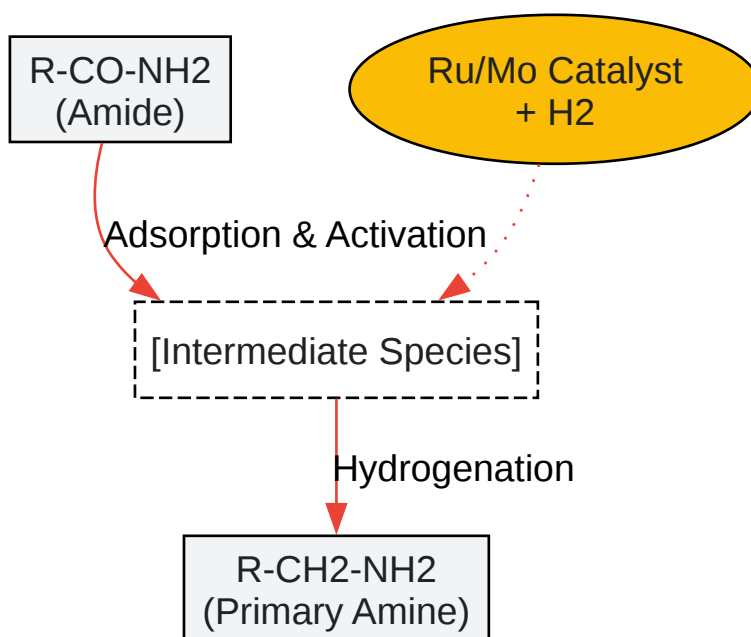 R-CO-NH2
(Amide)
Ru/Mo Catalyst
+ H2
Adsorption & Activation
[Intermediate Species]
Hydrogenation
R-CH2-NH2
(Primary Amine)